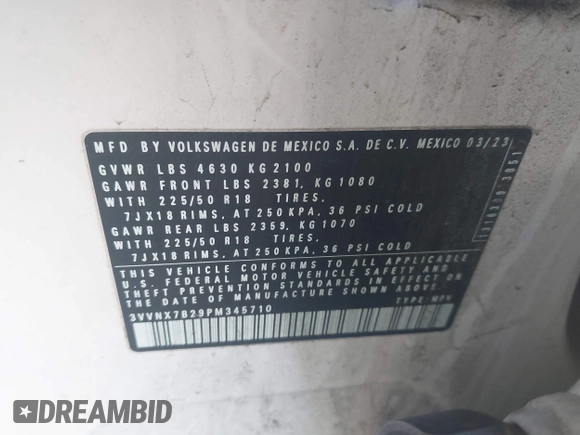 MFD BY VOLKSWAGEN DE MEXICO S.A. DE C.V. MEXICO 03/23
GVWR LBS 4630 KG 2100
GAWR FRONT LBS 2381, KG 1080
WITH 225/50 R18 TIRES,
7JX18 RIMS, AT 250 KPA, 36 PSI COLD
GAWR REAR LBS 2359, KG 1070
WITH 225/50 R18 TIRES,
7JX18 RIMS, AT 250 KPA, 36 PSI COLD
THIS VEHICLE CONFORMS TO ALL APPLICABLE
U.S. FEDERAL MOTOR VEHICLE SAFETY AND
THEFT PREVENTION STANDARDS IN EFFECT ON
THE DATE OF MANUFACTURE SHOWN ABOVE.
3VVNX7B29PM345710 TYPE: MPV
DREAMBID